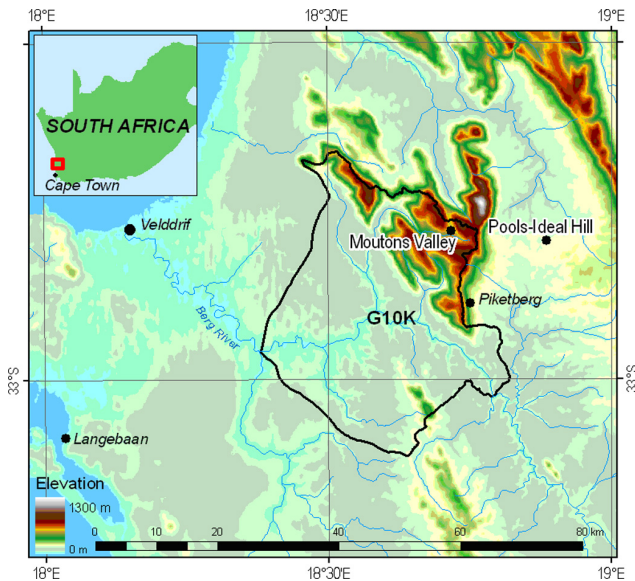 18°E
18°30'E
19°E
SOUTH AFRICA
Cape Town
Velddrif
Moutons Valley
Pools-Ideal Hill
Piketberg
G10K
Berg River
33°S
33°S
Langebaan
Elevation
1300 m
0 m
0
10
20
40
60
80 km
18°E
18°30'E
19°E